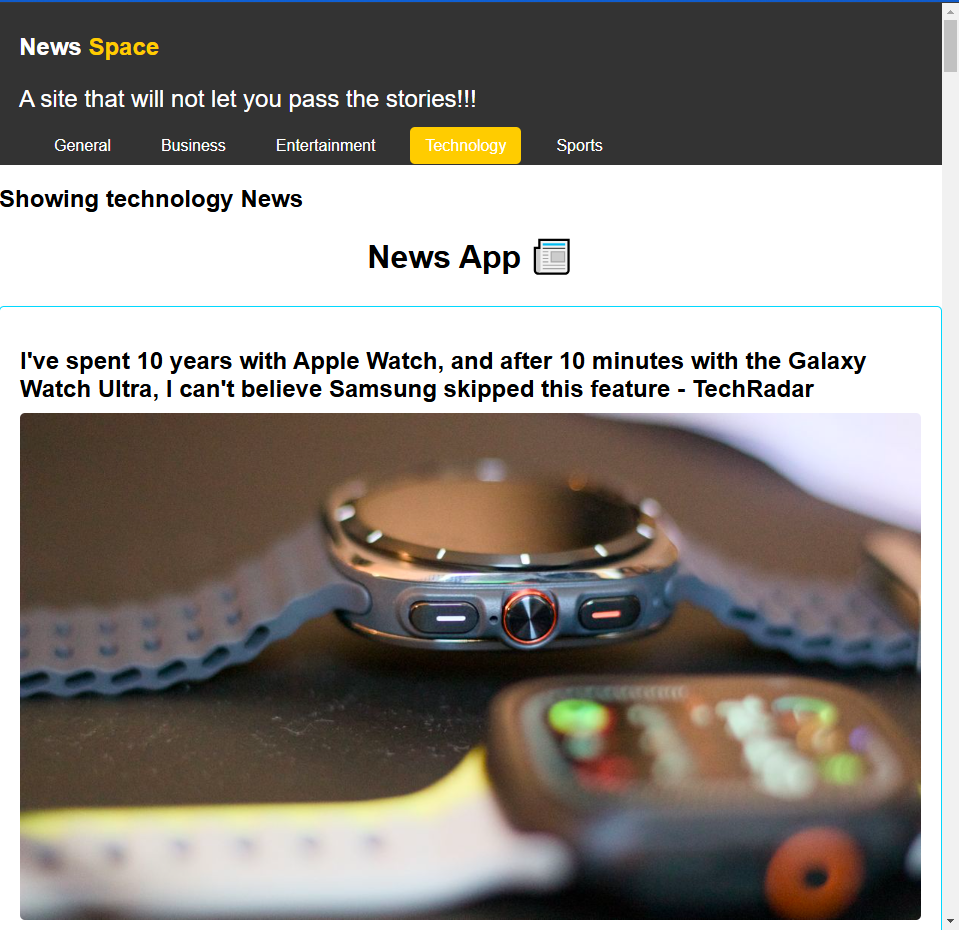 News Space
A site that will not let you pass the stories!!!
General Business Entertainment Technology Sports
Showing technology News
News App
I've spent 10 years with Apple Watch, and after 10 minutes with the Galaxy
Watch Ultra, I can't believe Samsung skipped this feature - TechRadar